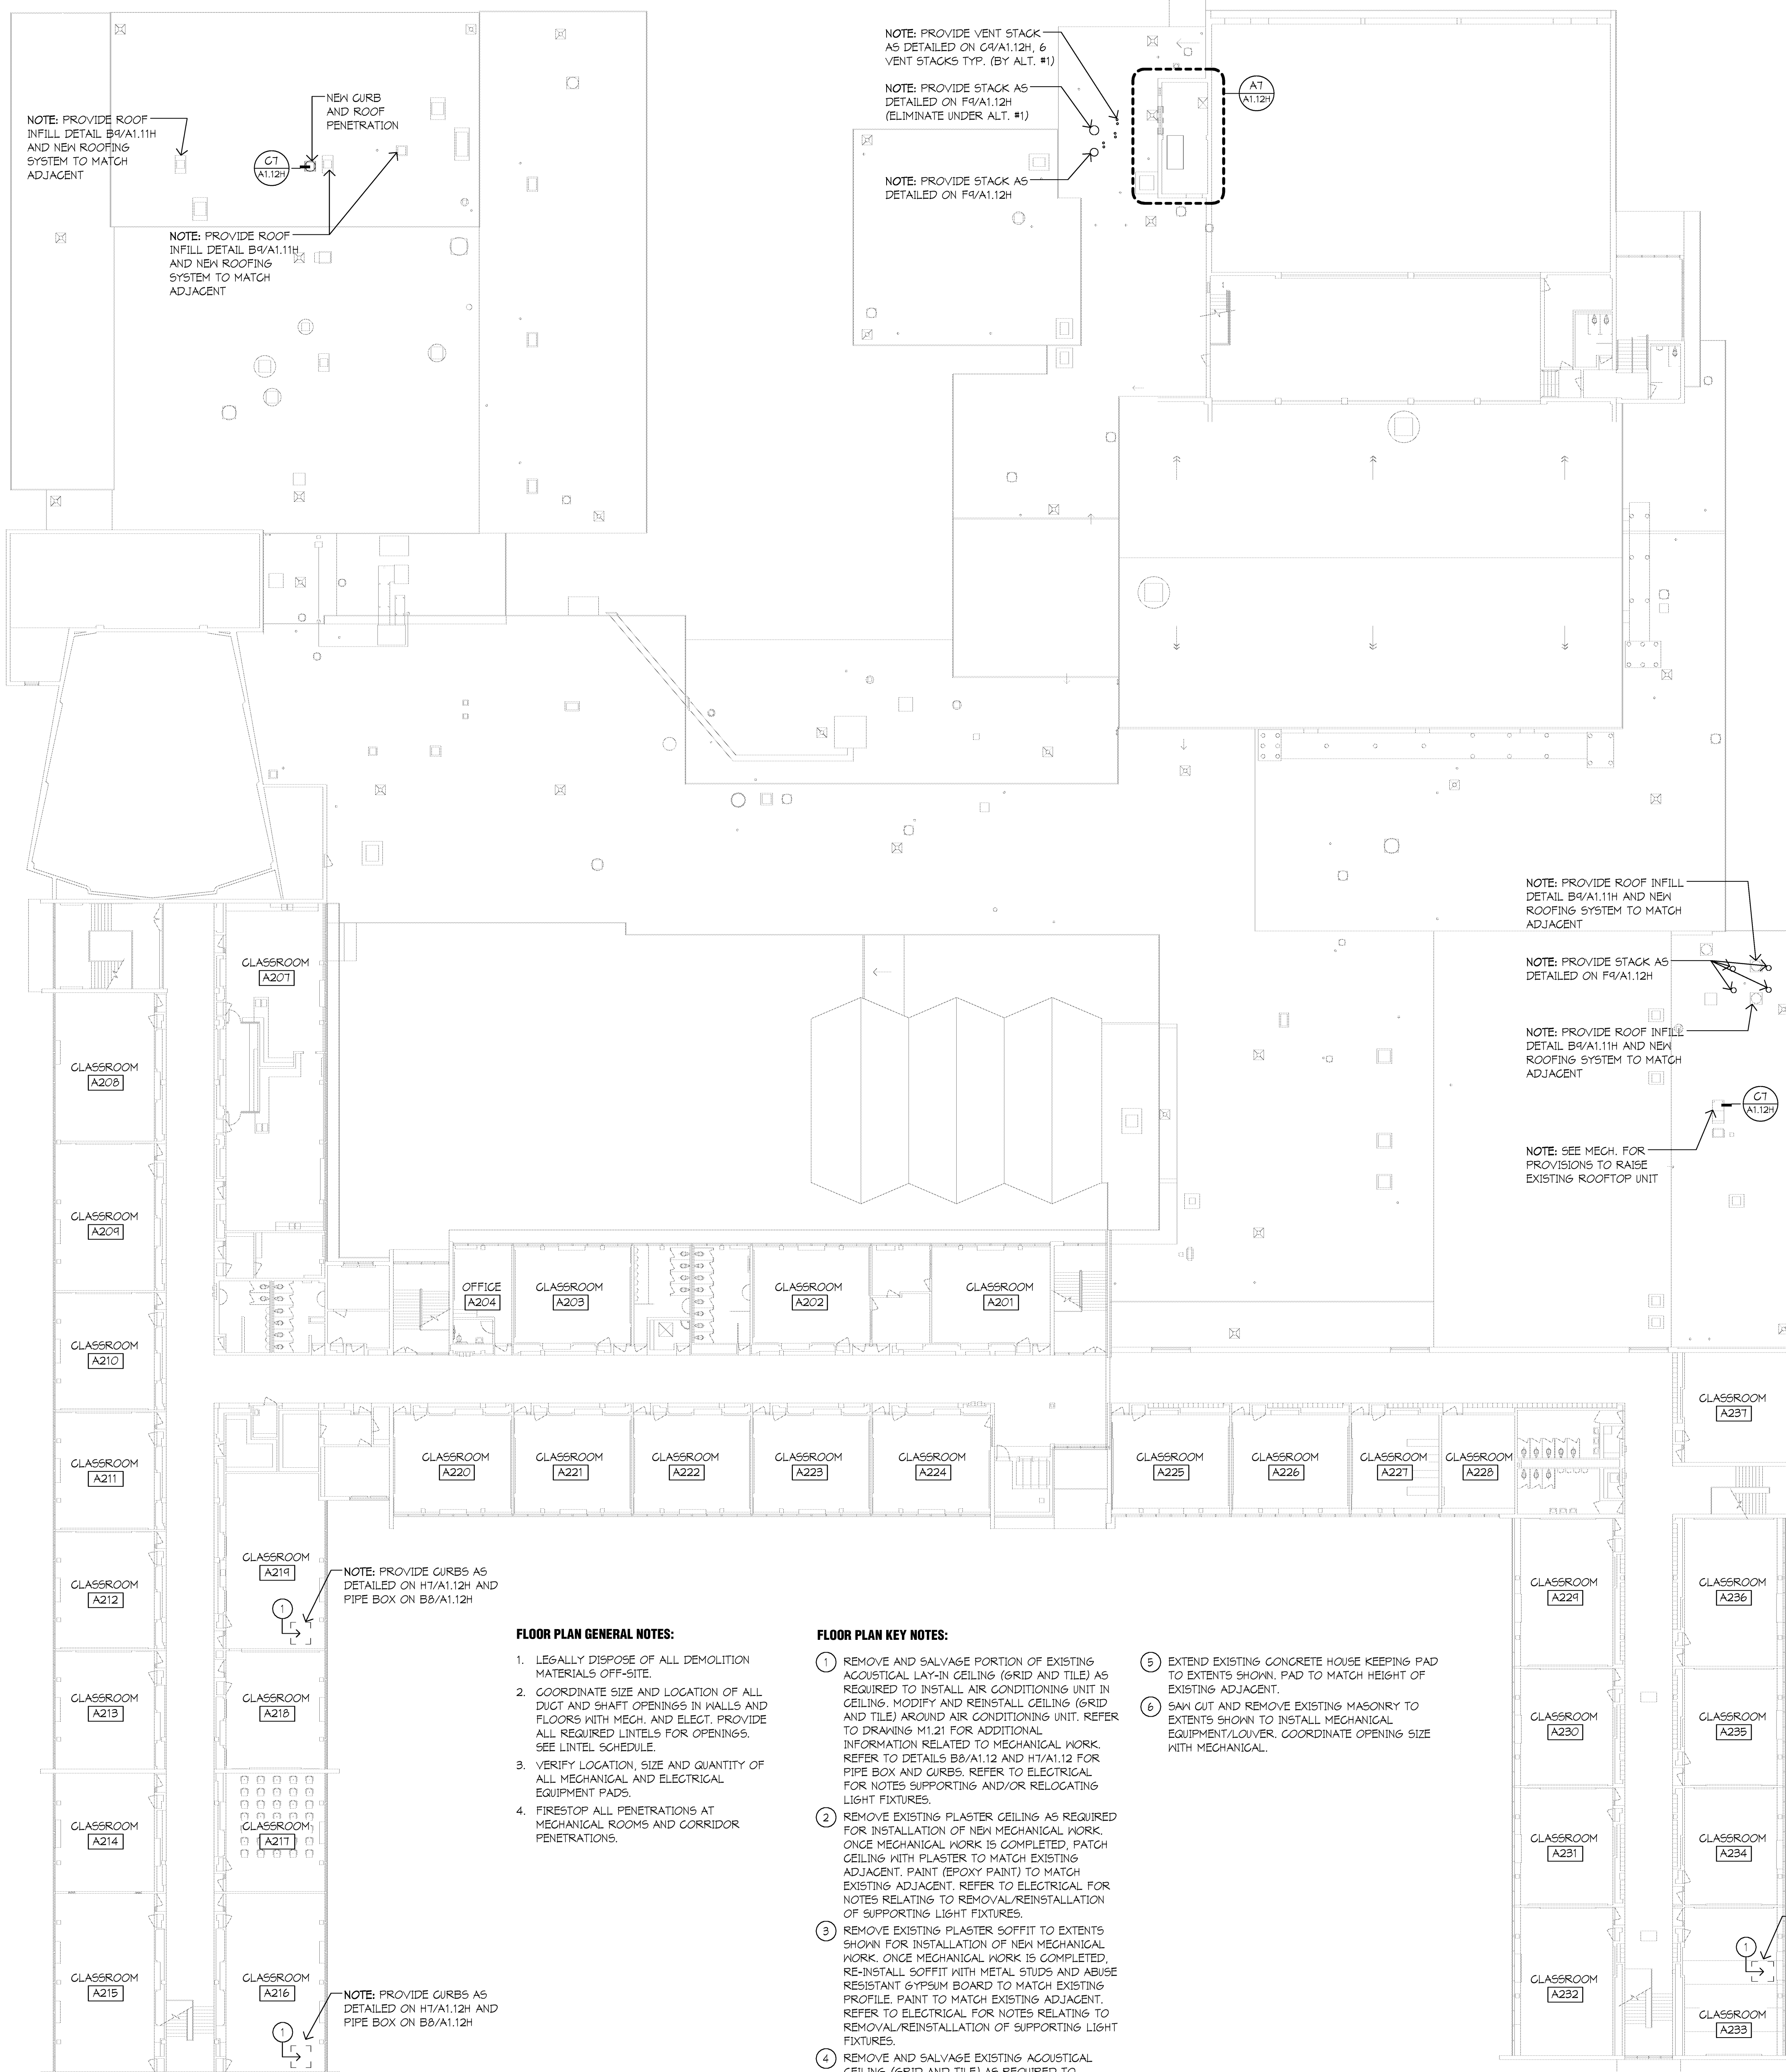 NOTE: PROVIDE VENT STACK
AS DETAILED ON C9/A1.12H, 6
VENT STACKS TYP. (BY ALT. #1)
NOTE: PROVIDE STACK AS
DETAILED ON F9/A1.12H
(ELIMINATE UNDER ALT. #1)
NOTE: PROVIDE STACK AS
DETAILED ON F9/A1.12H
A7
A1.12H
NEW CURB
AND ROOF
PENETRATION
NOTE: PROVIDE ROOF
INFILL DETAIL B9/A1.11H
AND NEW ROOFING
SYSTEM TO MATCH
ADJACENT
C7
A1.12H
NOTE: PROVIDE ROOF
INFILL DETAIL B9/A1.11H
AND NEW ROOFING
SYSTEM TO MATCH
ADJACENT
NOTE: PROVIDE ROOF INFILL
DETAIL B9/A1.11H AND NEW
ROOFING SYSTEM TO MATCH
ADJACENT
NOTE: PROVIDE STACK AS
DETAILED ON F9/A1.12H
NOTE: PROVIDE ROOF INFILL
DETAIL B9/A1.11H AND NEW
ROOFING SYSTEM TO MATCH
ADJACENT
C7
A1.12H
NOTE: SEE MECH. FOR
PROVISIONS TO RAISE
EXISTING ROOFTOP UNIT
CLASSROOM
A207
CLASSROOM
A208
CLASSROOM
A209
CLASSROOM
A210
CLASSROOM
A211
CLASSROOM
A212
CLASSROOM
A213
CLASSROOM
A214
CLASSROOM
A215
OFFICE
A204
CLASSROOM
A203
CLASSROOM
A202
CLASSROOM
A201
CLASSROOM
A220
CLASSROOM
A221
CLASSROOM
A222
CLASSROOM
A223
CLASSROOM
A224
CLASSROOM
A225
CLASSROOM
A226
CLASSROOM
A227
CLASSROOM
A228
CLASSROOM
A237
CLASSROOM
A219
1
NOTE: PROVIDE CURBS AS
DETAILED ON H7/A1.12H AND
PIPE BOX ON B8/A1.12H
CLASSROOM
A218
CLASSROOM
A217
CLASSROOM
A216
1
NOTE: PROVIDE CURBS AS
DETAILED ON H7/A1.12H AND
PIPE BOX ON B8/A1.12H
CLASSROOM
A229
CLASSROOM
A236
CLASSROOM
A230
CLASSROOM
A235
CLASSROOM
A231
CLASSROOM
A234
CLASSROOM
A232
1
CLASSROOM
A233
FLOOR PLAN GENERAL NOTES:
1. LEGALLY DISPOSE OF ALL DEMOLITION
MATERIALS OFF-SITE.
2. COORDINATE SIZE AND LOCATION OF ALL
DUCT AND SHAFT OPENINGS IN WALLS AND
FLOORS WITH MECH. AND ELECT. PROVIDE
ALL REQUIRED LINTELS FOR OPENINGS.
SEE LINTEL SCHEDULE.
3. VERIFY LOCATION, SIZE AND QUANTITY OF
ALL MECHANICAL AND ELECTRICAL
EQUIPMENT PADS.
4. FIRESTOP ALL PENETRATIONS AT
MECHANICAL ROOMS AND CORRIDOR
PENETRATIONS.
FLOOR PLAN KEY NOTES:
1 REMOVE AND SALVAGE PORTION OF EXISTING
ACOUSTICAL LAY-IN CEILING (GRID AND TILE) AS
REQUIRED TO INSTALL AIR CONDITIONING UNIT IN
CEILING. MODIFY AND REINSTALL CEILING (GRID
AND TILE) AROUND AIR CONDITIONING UNIT. REFER
TO DRAWING M1.21 FOR ADDITIONAL
INFORMATION RELATED TO MECHANICAL WORK.
REFER TO DETAILS B8/A1.12 AND H7/A1.12 FOR
PIPE BOX AND CURBS. REFER TO ELECTRICAL
FOR NOTES SUPPORTING AND/OR RELOCATING
LIGHT FIXTURES.
2 REMOVE EXISTING PLASTER CEILING AS REQUIRED
FOR INSTALLATION OF NEW MECHANICAL WORK.
ONCE MECHANICAL WORK IS COMPLETED, PATCH
CEILING WITH PLASTER TO MATCH EXISTING
ADJACENT. PAINT (EPOXY PAINT) TO MATCH
EXISTING ADJACENT. REFER TO ELECTRICAL FOR
NOTES RELATING TO REMOVAL/REINSTALLATION
OF SUPPORTING LIGHT FIXTURES.
3 REMOVE EXISTING PLASTER SOFFIT TO EXTENTS
SHOWN FOR INSTALLATION OF NEW MECHANICAL
WORK. ONCE MECHANICAL WORK IS COMPLETED,
RE-INSTALL SOFFIT WITH METAL STUDS AND ABUSE
RESISTANT GYPSUM BOARD TO MATCH EXISTING
PROFILE. PAINT TO MATCH EXISTING ADJACENT.
REFER TO ELECTRICAL FOR NOTES RELATING TO
REMOVAL/REINSTALLATION OF SUPPORTING LIGHT
FIXTURES.
4 REMOVE AND SALVAGE EXISTING ACOUSTICAL
CEILING (GRID AND TILE) AS REQUIRED TO
5 EXTEND EXISTING CONCRETE HOUSE KEEPING PAD
TO EXTENTS SHOWN. PAD TO MATCH HEIGHT OF
EXISTING ADJACENT.
6 SAW CUT AND REMOVE EXISTING MASONRY TO
EXTENTS SHOWN TO INSTALL MECHANICAL
EQUIPMENT/LOUVER. COORDINATE OPENING SIZE
WITH MECHANICAL.